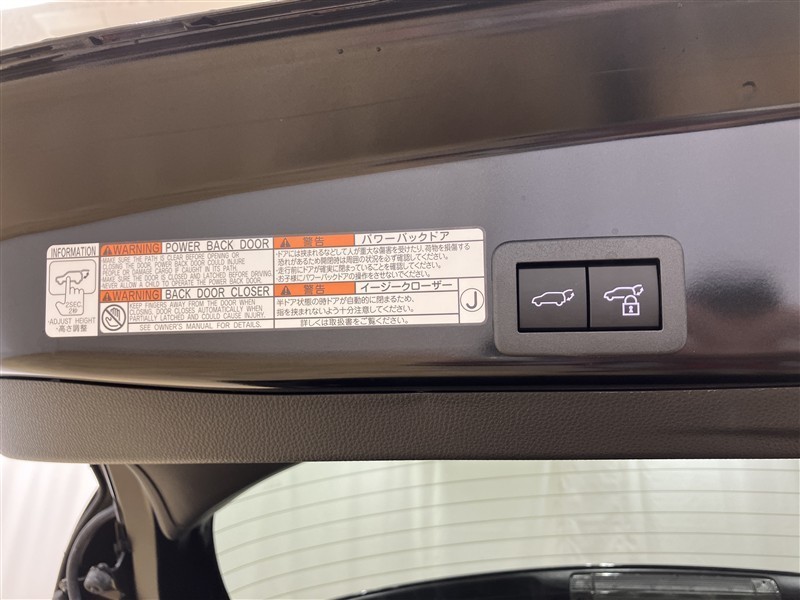 INFORMATION
2SEC.
2秒
·ADJUST HEIGHT
·高さ調整
WARNING POWER BACK DOOR
MAKE SURE THE PATH IS CLEAR BEFORE OPENING OR
CLOSING THE DOOR. POWER BACK DOOR COULD INJURE
PEOPLE OR DAMAGE CARGO IF CAUGHT IN ITS PATH.
MAKE SURE THE DOOR IS CLOSED AND LATCHED BEFORE DRIVING.
NEVER ALLOW A CHILD TO OPERATE THE POWER BACK DOOR.
警告 パワーバックドア
·ドアにはさまれるなどして人が重大な傷害を受けたり、荷物を損傷する
恐れがあるため開閉時は周囲の状況を必ず確認してください。
·走行前にドアが確実に閉まっていることを確認してください。
·お子様にパワーバックドアの操作をさせないでください。
WARNING BACK DOOR CLOSER
KEEP FINGERS AWAY FROM THE DOOR WHEN
CLOSING, DOOR CLOSES AUTOMATICALLY WHEN
PARTIALLY LATCHED AND COULD CAUSE INJURY.
SEE OWNER'S MANUAL FOR DETAILS.
警告 イージークローザー
半ドア状態の時ドアが自動的に閉まるため、
指を挟まれないよう十分注意してください。
詳しくは取扱書をご覧ください。
J